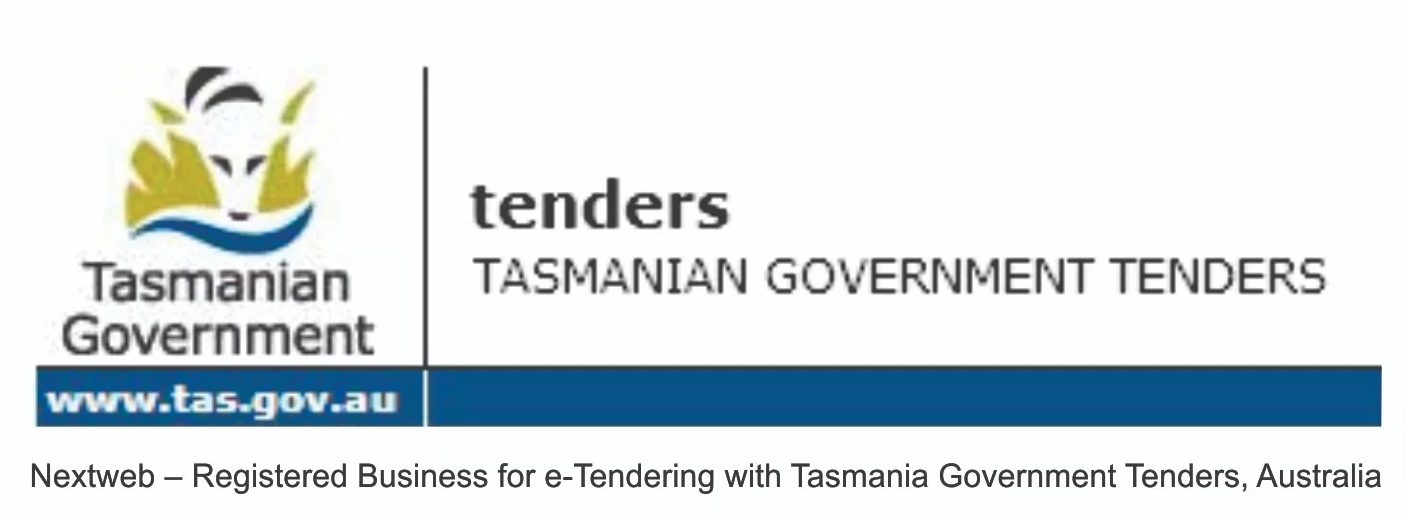 Tasmanian
Government
tenders
TASMANIAN GOVERNMENT TENDERS
www.tas.gov.au
Nextweb – Registered Business for e-Tendering with Tasmania Government Tenders, Australia